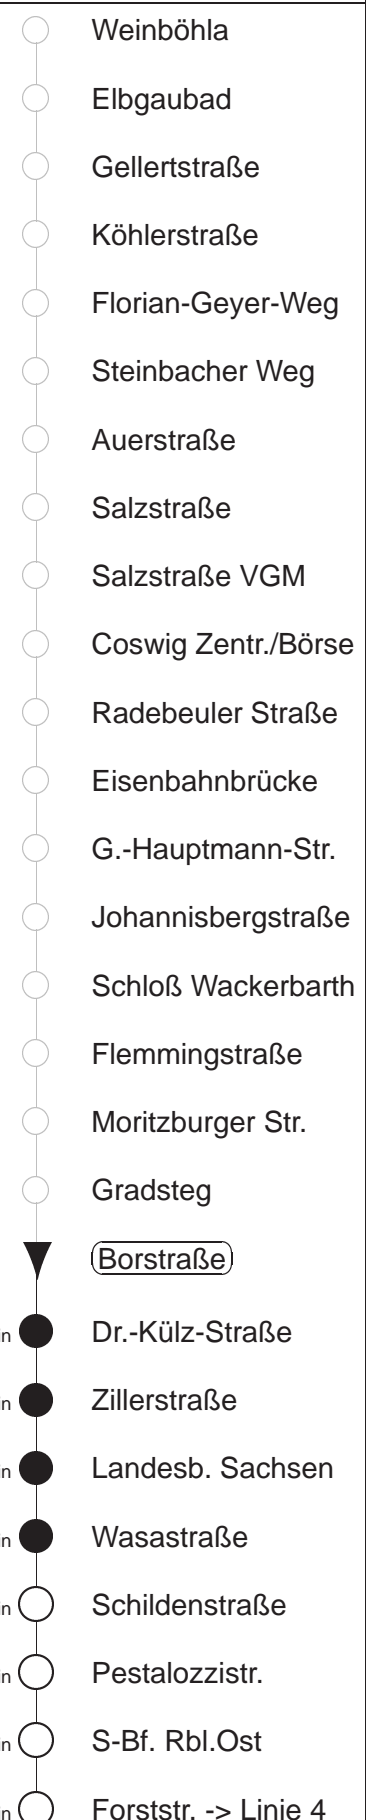 Weinböhla
Elbgaubad
Gellertstraße
Köhlerstraße
Florian-Geyer-Weg
Steinbacher Weg
Auerstraße
Salzstraße
Salzstraße VGM
Coswig Zentr./Börse
Radebeuler Straße
Eisenbahnbrücke
G.-Hauptmann-Str.
Johannisbergstraße
Schloß Wackerbarth
Flemmingstraße
Moritzburger Str.
Gradsteg
Borstraße
Dr.-Külz-Straße
Zillerstraße
Landesb. Sachsen
Wasastraße
Schildenstraße
Pestalozzistr.
S-Bf. Rbl.Ost
Forststr. -> Linie 4